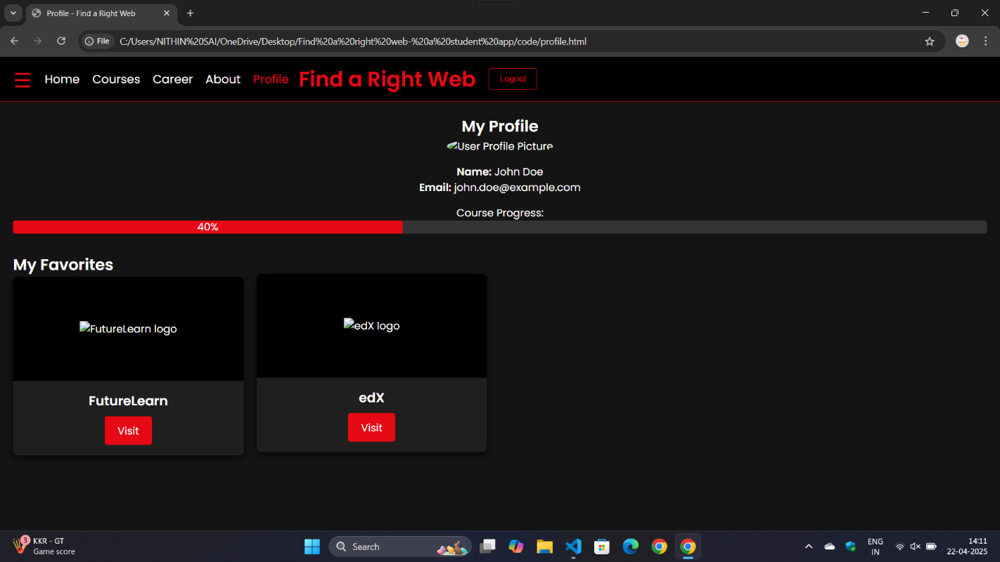 Profile - Find a Right Web
File
C:/Users/NITHIN%20SAI/OneDrive/Desktop/Find%20a%20right%20web-%20a%20student%20app/code/profile.html
Home Courses Career About Profile Find a Right Web Logout
My Profile
User Profile Picture
Name: John Doe
Email: john.doe@example.com
Course Progress:
40%
My Favorites
FutureLearn logo
edX logo
FutureLearn
edX
Visit
Visit
3
KKR - GT
Game score
Search
ENG
IN
14:11
22-04-2025